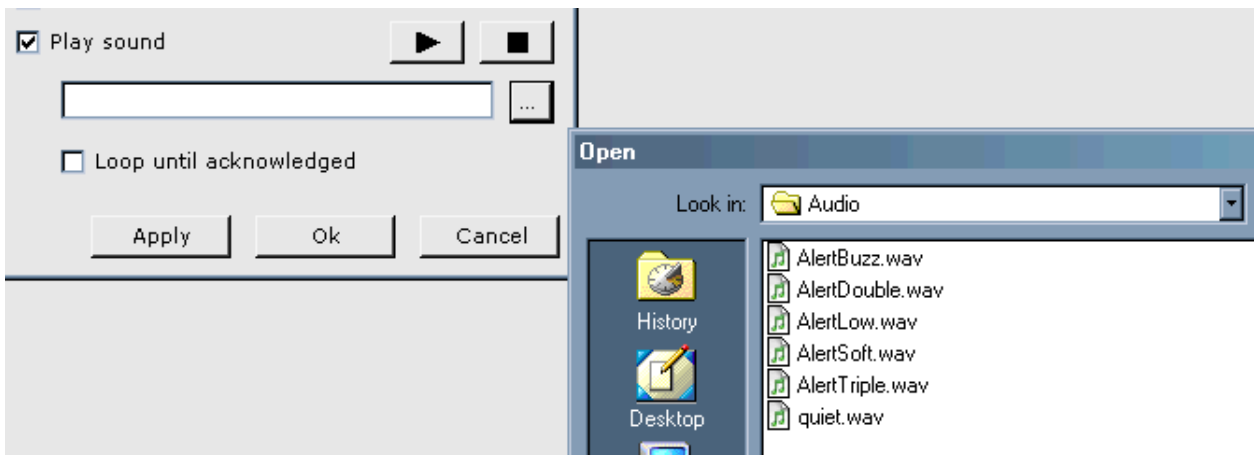 Play sound
...
Loop until acknowledged
Apply Ok Cancel
Open
Look in: Audio
AlertBuzz.wav
AlertDouble.wav
AlertLow.wav
AlertSoft.wav
AlertTriple.wav
quiet.wav
History
Desktop